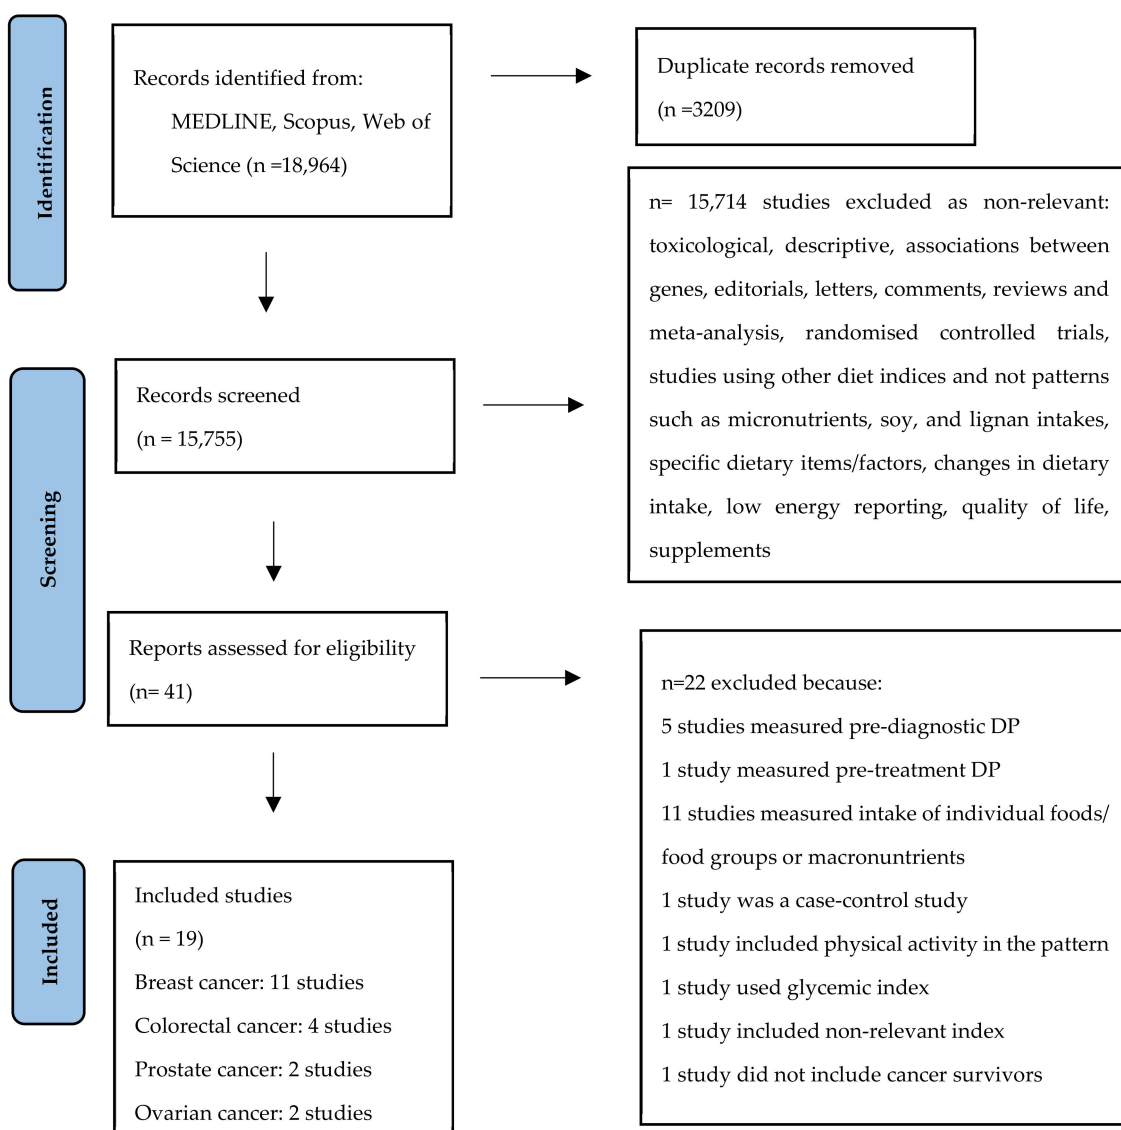 Identification
Records identified from:
MEDLINE, Scopus, Web of
Science (n =18,964)
Duplicate records removed
(n =3209)
n= 15,714 studies excluded as non-relevant:
toxicological, descriptive, associations between
genes, editorials, letters, comments, reviews and
meta-analysis, randomised controlled trials,
studies using other diet indices and not patterns
such as micronutrients, soy, and lignan intakes,
specific dietary items/factors, changes in dietary
intake, low energy reporting, quality of life,
supplements
Screening
Records screened
(n = 15,755)
Reports assessed for eligibility
(n= 41)
n=22 excluded because:
5 studies measured pre-diagnostic DP
1 study measured pre-treatment DP
11 studies measured intake of individual foods/
food groups or macronuntrients
1 study was a case-control study
1 study included physical activity in the pattern
1 study used glycemic index
1 study included non-relevant index
1 study did not include cancer survivors
Included
Included studies
(n = 19)
Breast cancer: 11 studies
Colorectal cancer: 4 studies
Prostate cancer: 2 studies
Ovarian cancer: 2 studies